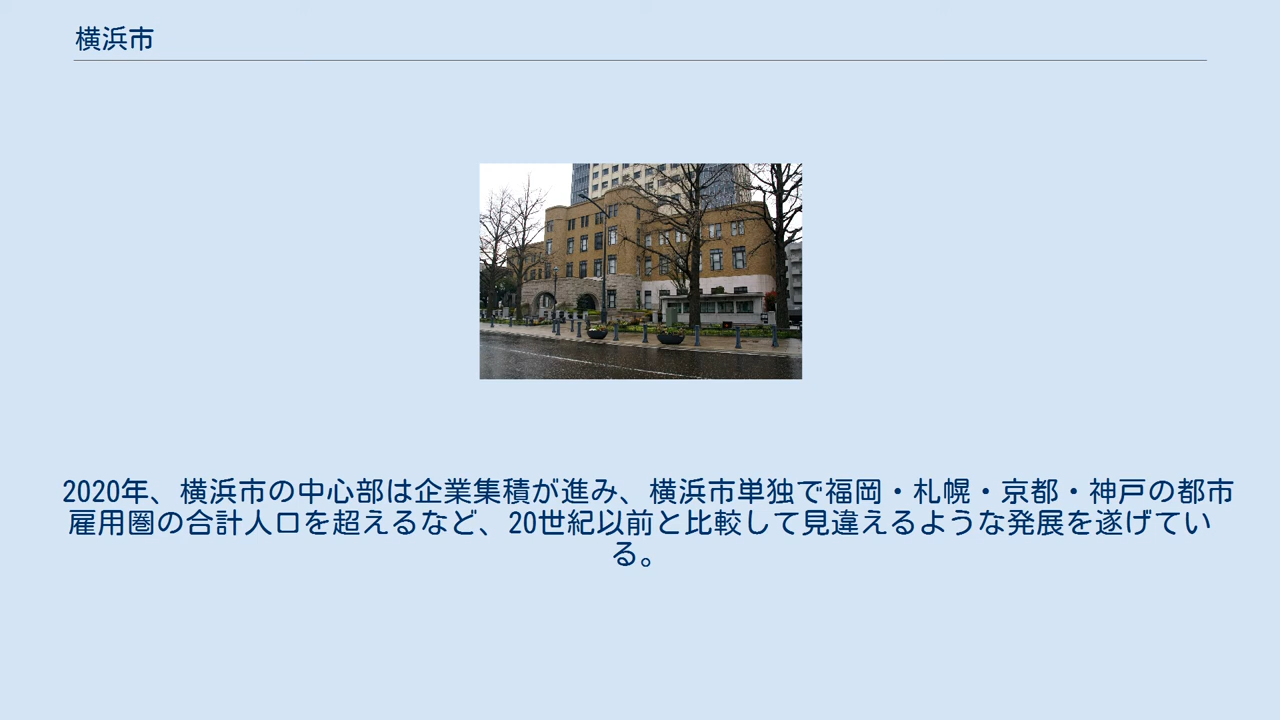 横浜市
2020年、横浜市の中心部は企業集積が進み、横浜市単独で福岡・札幌・京都・神戸の都市
雇用圏の合計人口を超えるなど、20世紀以前と比較して見違えるような発展を遂げてい
る。